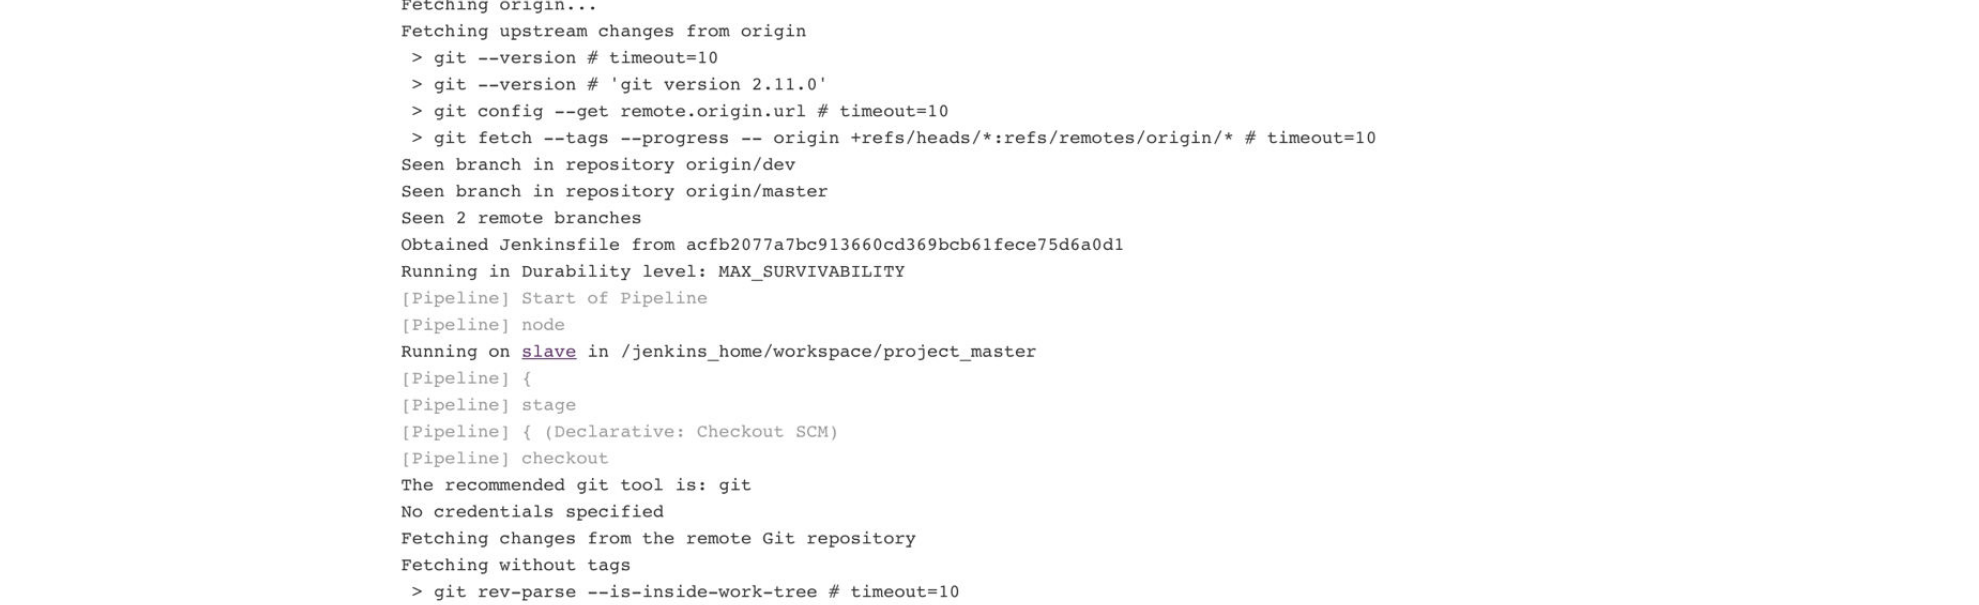 Fetching origin...
Fetching upstream changes from origin
 > git --version # timeout=10
 > git --version # 'git version 2.11.0'
 > git config --get remote.origin.url # timeout=10
 > git fetch --tags --progress -- origin +refs/heads/*:refs/remotes/origin/* # timeout=10
Seen branch in repository origin/dev
Seen branch in repository origin/master
Seen 2 remote branches
Obtained Jenkinsfile from acfb2077a7bc913660cd369bcb61fece75d6a0d1
Running in Durability level: MAX_SURVIVABILITY
[Pipeline] Start of Pipeline
[Pipeline] node
Running on slave in /jenkins_home/workspace/project_master
[Pipeline] {
[Pipeline] stage
[Pipeline] { (Declarative: Checkout SCM)
[Pipeline] checkout
The recommended git tool is: git
No credentials specified
Fetching changes from the remote Git repository
Fetching without tags
 > git rev-parse --is-inside-work-tree # timeout=10